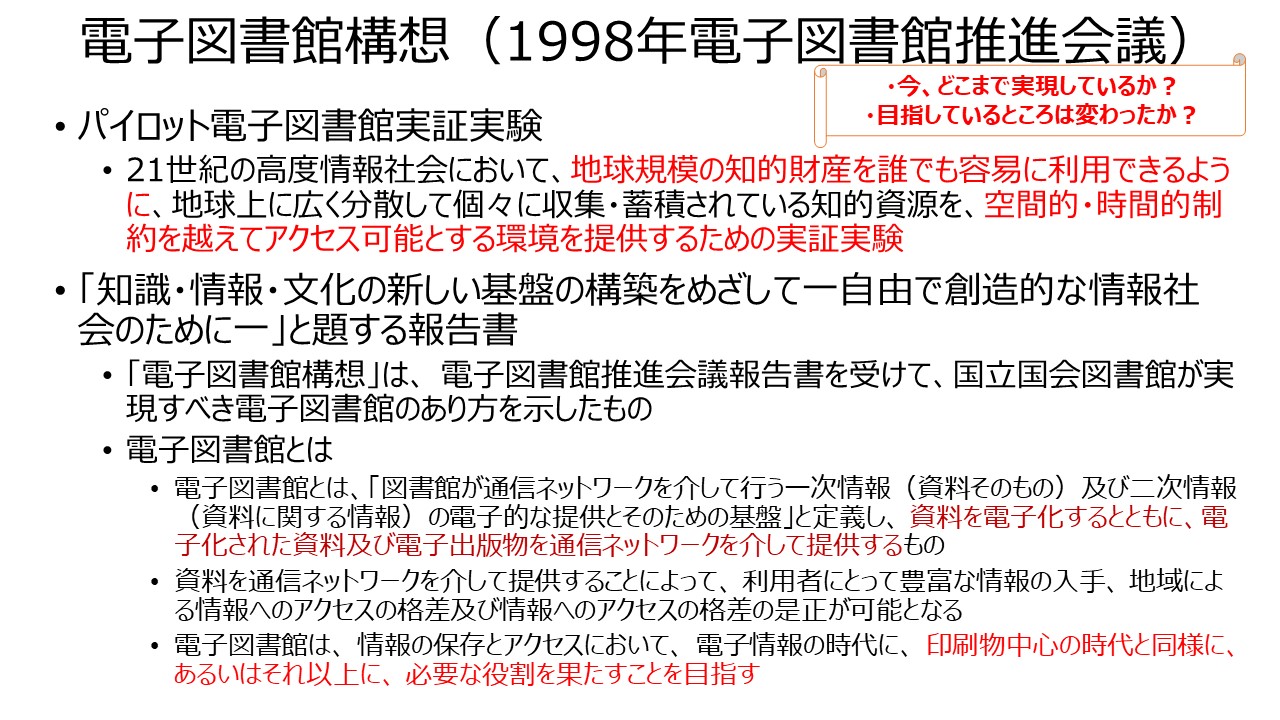 電子図書館構想（1998年電子図書館推進会議）
・今、どこまで実現しているか？
・目指しているところは変わったか？
• パイロット電子図書館実証実験
• 21世紀の高度情報社会において、地球規模の知的財産を誰でも容易に利用できるよう
に、地球上に広く分散して個々に収集・蓄積されている知的資源を、空間的・時間的制
約を越えてアクセス可能とする環境を提供するための実証実験
• 「知識・情報・文化の新しい基盤の構築をめざして－自由で創造的な情報社
会のために－」と題する報告書
• 「電子図書館構想」は、電子図書館推進会議報告書を受けて、国立国会図書館が実
現すべき電子図書館のあり方を示したもの
• 電子図書館とは
• 電子図書館とは、「図書館が通信ネットワークを介して行う一次情報（資料そのもの）及び二次情報
（資料に関する情報）の電子的な提供とそのための基盤」と定義し、資料を電子化するとともに、電
子化された資料及び電子出版物を通信ネットワークを介して提供するもの
• 資料を通信ネットワークを介して提供することによって、利用者にとって豊富な情報の入手、地域によ
る情報へのアクセスの格差及び情報へのアクセスの格差の是正が可能となる
• 電子図書館は、情報の保存とアクセスにおいて、電子情報の時代に、印刷物中心の時代と同様に、
あるいはそれ以上に、必要な役割を果たすことを目指す